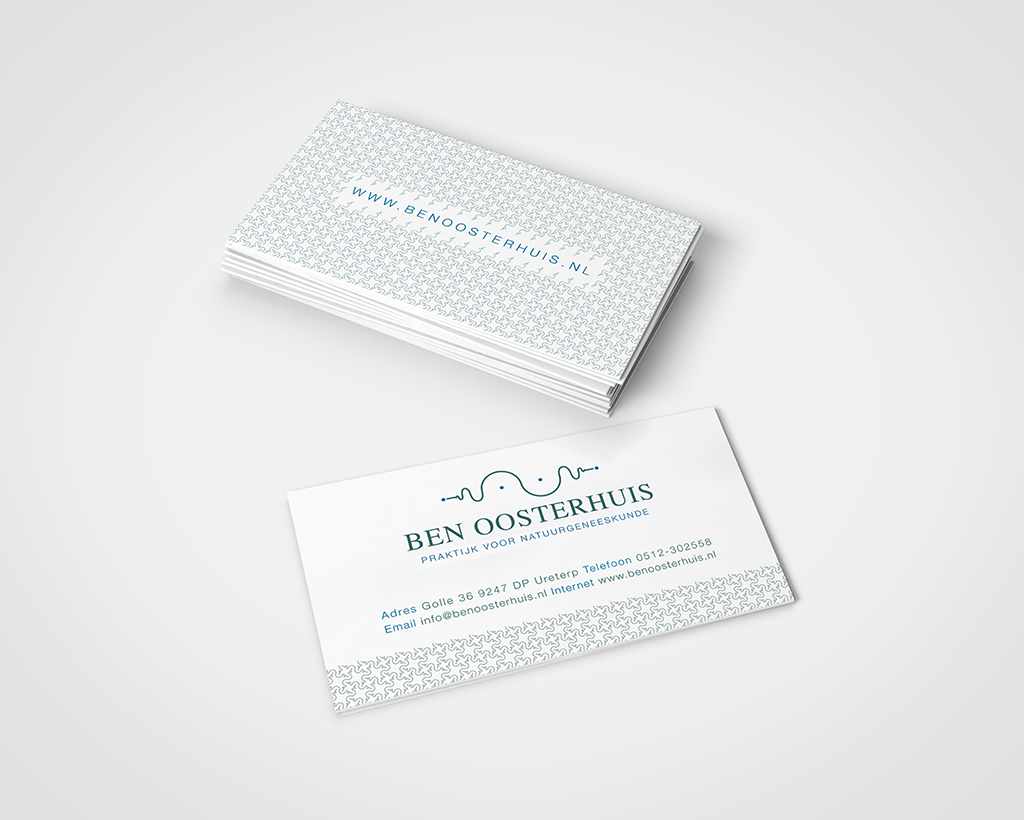 WWW.BENOOSTERHUIS.NL
BEN OOSTERHUIS
PRAKTIJK VOOR NATUURGENEESKUNDE
Adres Golle 36 9247 DP Ureterp Telefoon 0512-302558
Email info@benoosterhuis.nl Internet www.benoosterhuis.nl